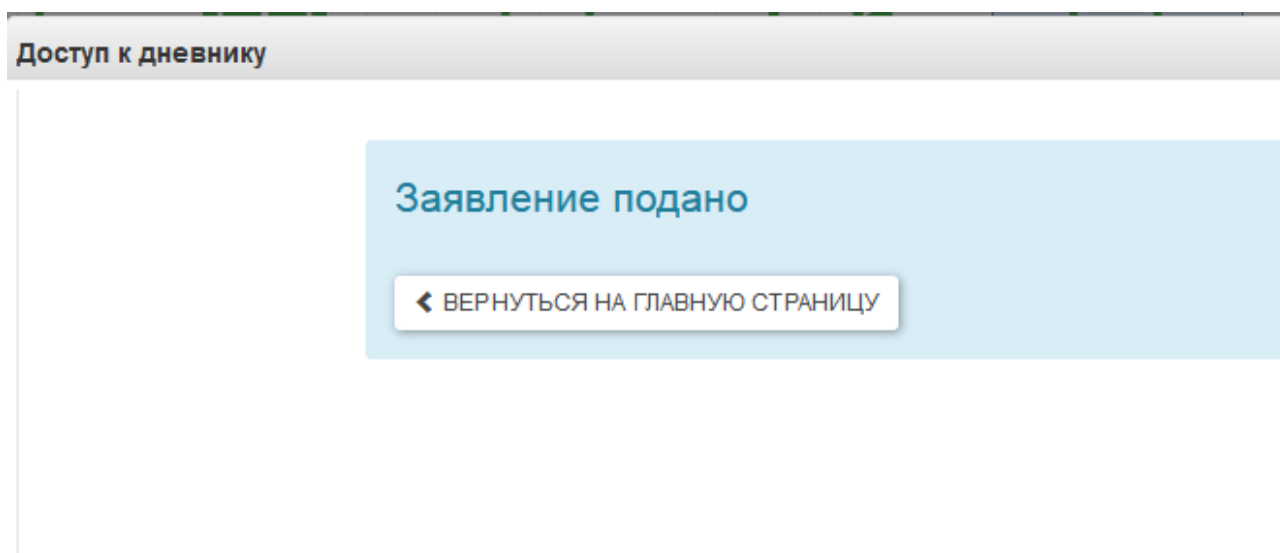 Доступ к дневнику
Заявление подано
ВЕРНУТЬСЯ НА ГЛАВНУЮ СТРАНИЦУ